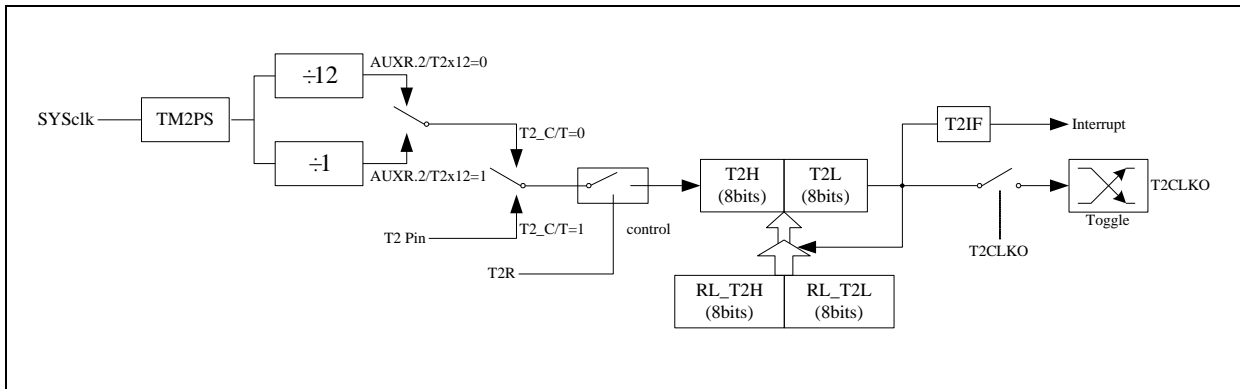 SYSclk
TM2PS
÷12
÷1
AUXR.2/T2x12=0
AUXR.2/T2x12=1
T2_C/T=0
T2_C/T=1
T2 Pin
T2R
control
T2H
(8bits)
T2L
(8bits)
RL_T2H
(8bits)
RL_T2L
(8bits)
T2IF
Interrupt
T2CLKO
Toggle
T2CLKO